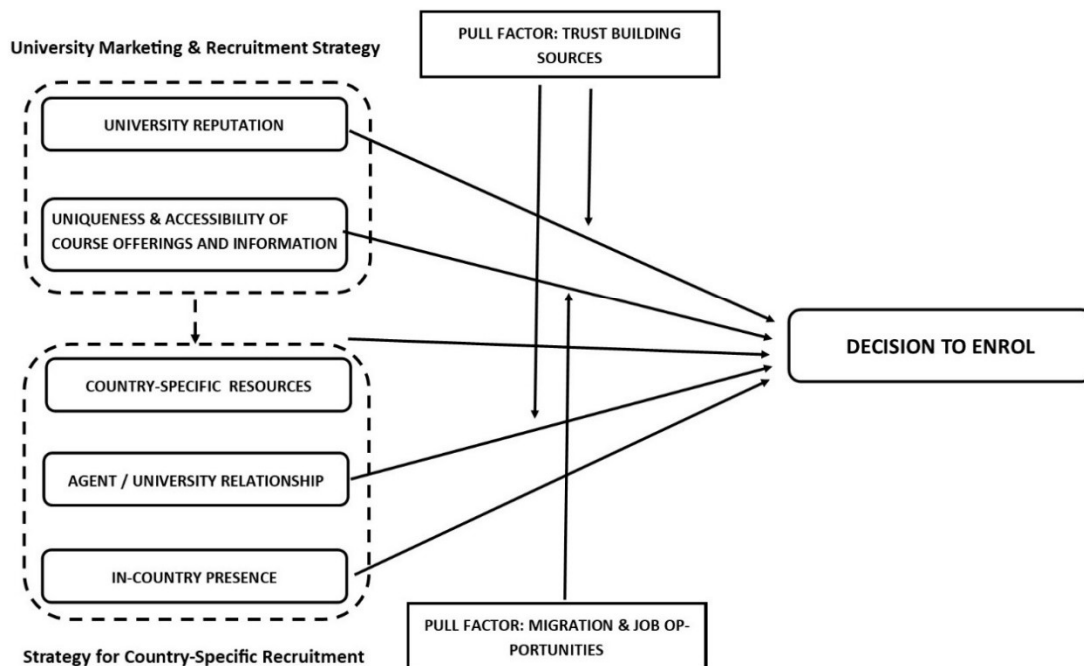 PULL FACTOR: TRUST BUILDING
SOURCES
University Marketing & Recruitment Strategy
UNIVERSITY REPUTATION
UNIQUENESS & ACCESSIBILITY OF
COURSE OFFERINGS AND INFORMATION
DECISION TO ENROL
COUNTRY-SPECIFIC RESOURCES
AGENT / UNIVERSITY RELATIONSHIP
IN-COUNTRY PRESENCE
PULL FACTOR: MIGRATION & JOB OP-
PORTUNITIES
Strategy for Country-Specific Recruitment